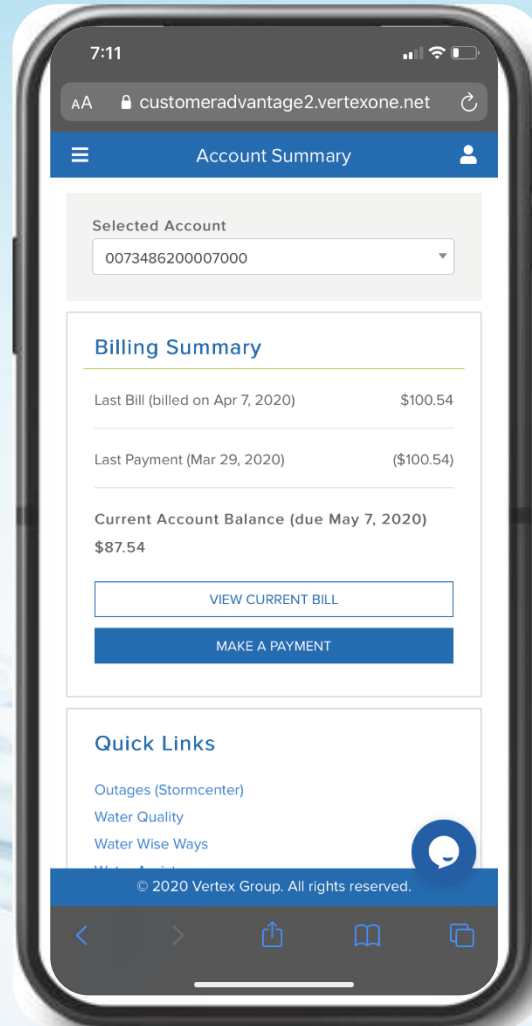 7:11
AA customeradvantage2.vertexone.net
Account Summary
Selected Account
0073486200007000
Billing Summary
Last Bill (billed on Apr 7, 2020) $100.54
Last Payment (Mar 29, 2020) ($100.54)
Current Account Balance (due May 7, 2020)
$87.54
VIEW CURRENT BILL
MAKE A PAYMENT
Quick Links
Outages (Stormcenter)
Water Quality
Water Wise Ways
© 2020 Vertex Group. All rights reserved.